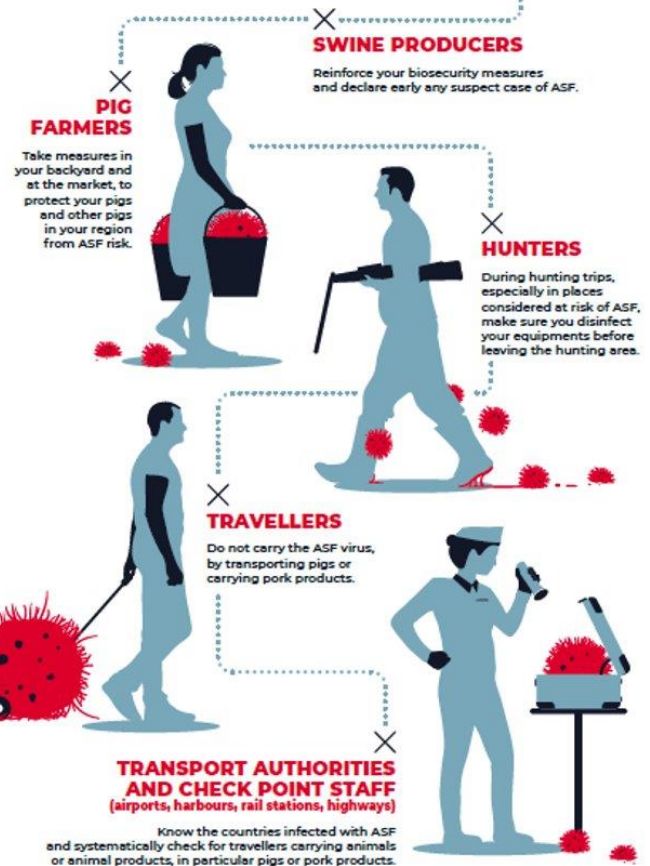 SWINE PRODUCERS
Reinforce your biosecurity measures
and declare early any suspect case of ASF.
PIG
FARMERS
Take measures in
your backyard and
at the market, to
protect your pigs
and other pigs
in your region
from ASF risk.
HUNTERS
During hunting trips,
especially in places
considered at risk of ASF,
make sure you disinfect
your equipments before
leaving the hunting area.
TRAVELLERS
Do not carry the ASF virus,
by transporting pigs or
carrying pork products.
TRANSPORT AUTHORITIES
AND CHECK POINT STAFF
(airports, harbours, rail stations, highways)
Know the countries infected with ASF
and systematically check for travellers carrying animals
or animal products, in particular pigs or pork products.